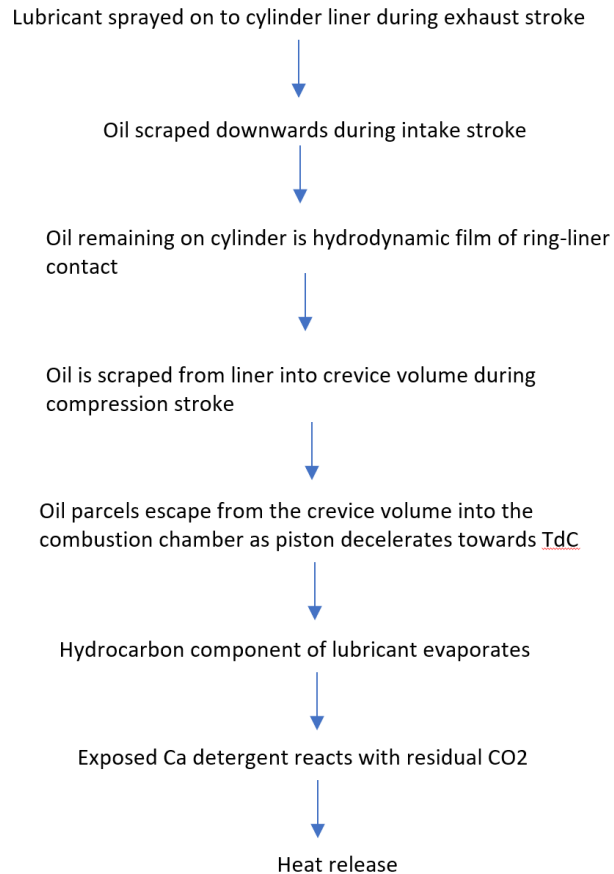 Lubricant sprayed on to cylinder liner during exhaust stroke
Oil scraped downwards during intake stroke
Oil remaining on cylinder is hydrodynamic film of ring-liner
contact
Oil is scraped from liner into crevice volume during
compression stroke
Oil parcels escape from the crevice volume into the
combustion chamber as piston decelerates towards TdC
Hydrocarbon component of lubricant evaporates
Exposed Ca detergent reacts with residual CO2
Heat release